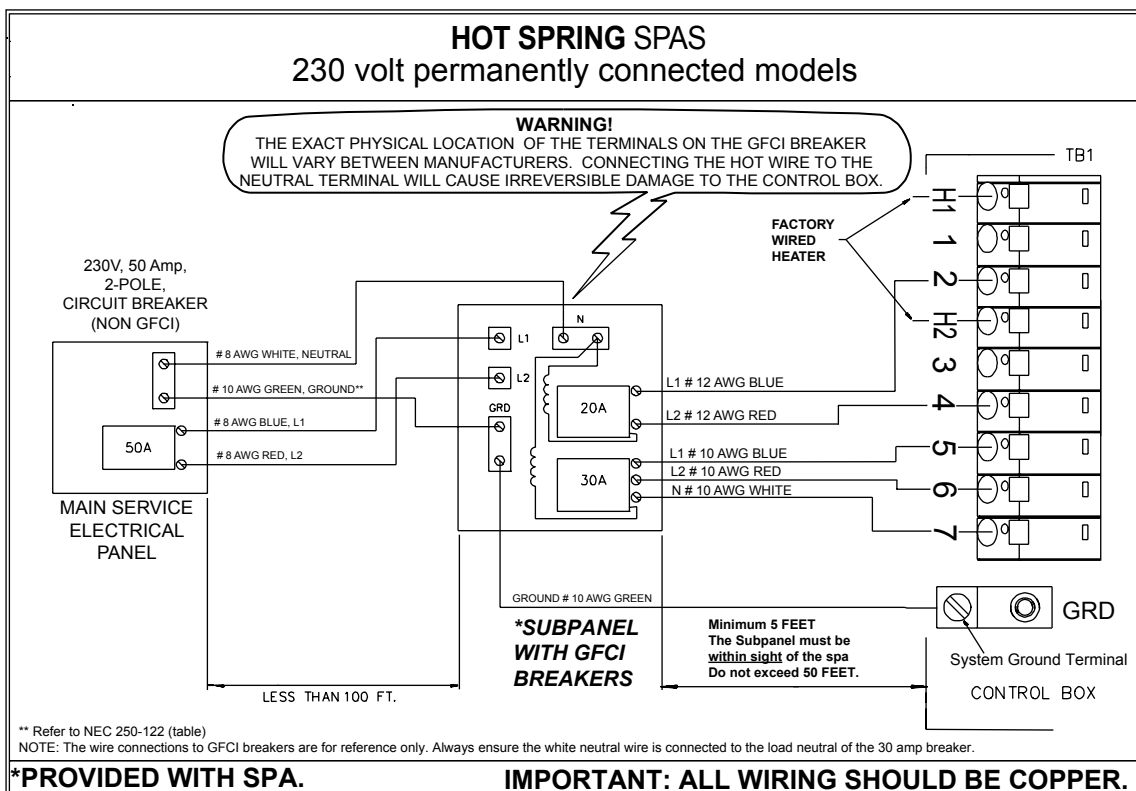 HOT SPRING SPAS
230 volt permanently connected models
WARNING!
THE EXACT PHYSICAL LOCATION OF THE TERMINALS ON THE GFCI BREAKER
WILL VARY BETWEEN MANUFACTURERS. CONNECTING THE HOT WIRE TO THE
NEUTRAL TERMINAL WILL CAUSE IRREVERSIBLE DAMAGE TO THE CONTROL BOX.
TB1
H1
1
2
H2
3
4
5
6
7
FACTORY
WIRED
HEATER
230V, 50 Amp,
2-POLE,
CIRCUIT BREAKER
(NON GFCI)
# 8 AWG WHITE, NEUTRAL
# 10 AWG GREEN, GROUND**
# 8 AWG BLUE, L1
# 8 AWG RED, L2
50A
MAIN SERVICE
ELECTRICAL
PANEL
L1
N
L2
GRD
20A
30A
L1 # 12 AWG BLUE
L2 # 12 AWG RED
L1 # 10 AWG BLUE
L2 # 10 AWG RED
N # 10 AWG WHITE
GROUND # 10 AWG GREEN
*SUBPANEL
WITH GFCI
BREAKERS
Minimum 5 FEET
The Subpanel must be
within sight of the spa
Do not exceed 50 FEET.
GRD
System Ground Terminal
CONTROL BOX
LESS THAN 100 FT.
** Refer to NEC 250-122 (table)
NOTE: The wire connections to GFCI breakers are for reference only. Always ensure the white neutral wire is connected to the load neutral of the 30 amp breaker.
*PROVIDED WITH SPA.
IMPORTANT: ALL WIRING SHOULD BE COPPER.